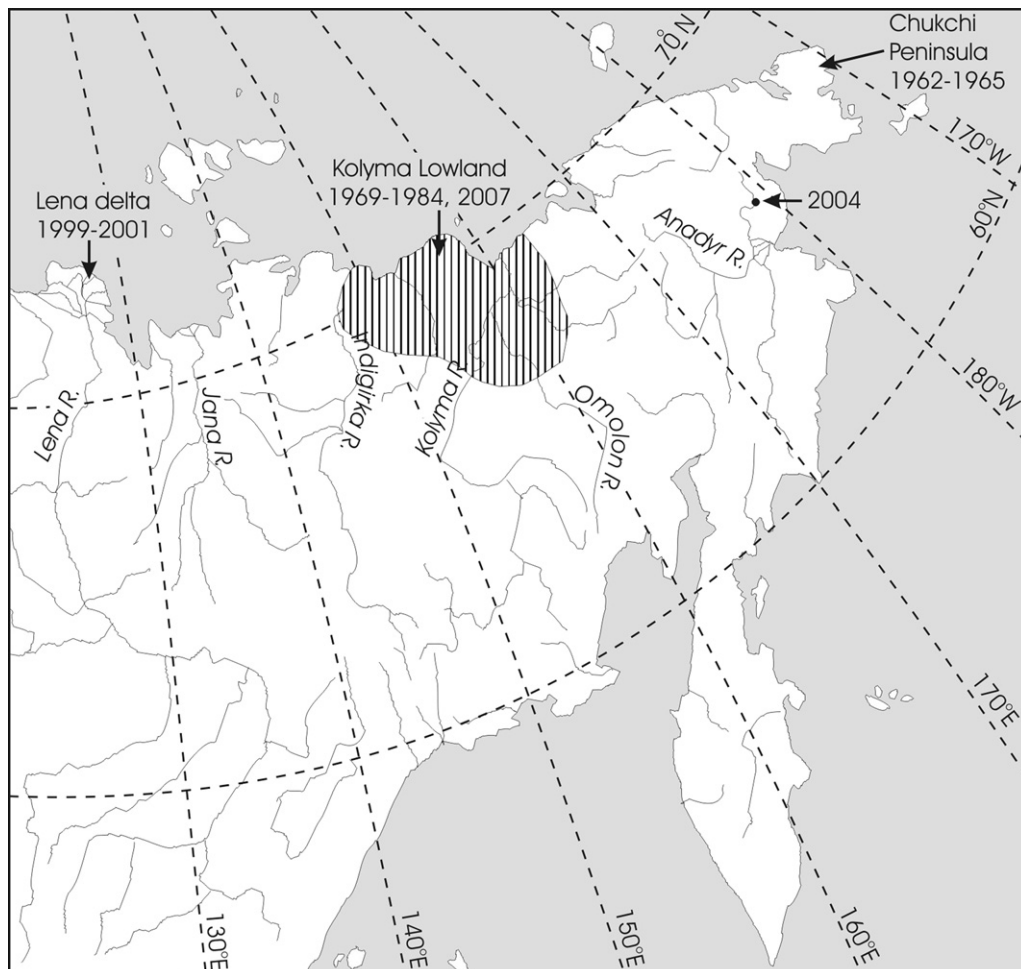 Chukchi
Peninsula
1962-1965
70°N
170°W
Kolyma Lowland
1969-1984, 2007
Lena delta
1999-2001
2004
60°N
Anadyr R.
180°W
Indigirka R.
Kolyma R.
Omolon R.
Lena R.
Jana R.
170°E
130°E
140°E
150°E
160°E